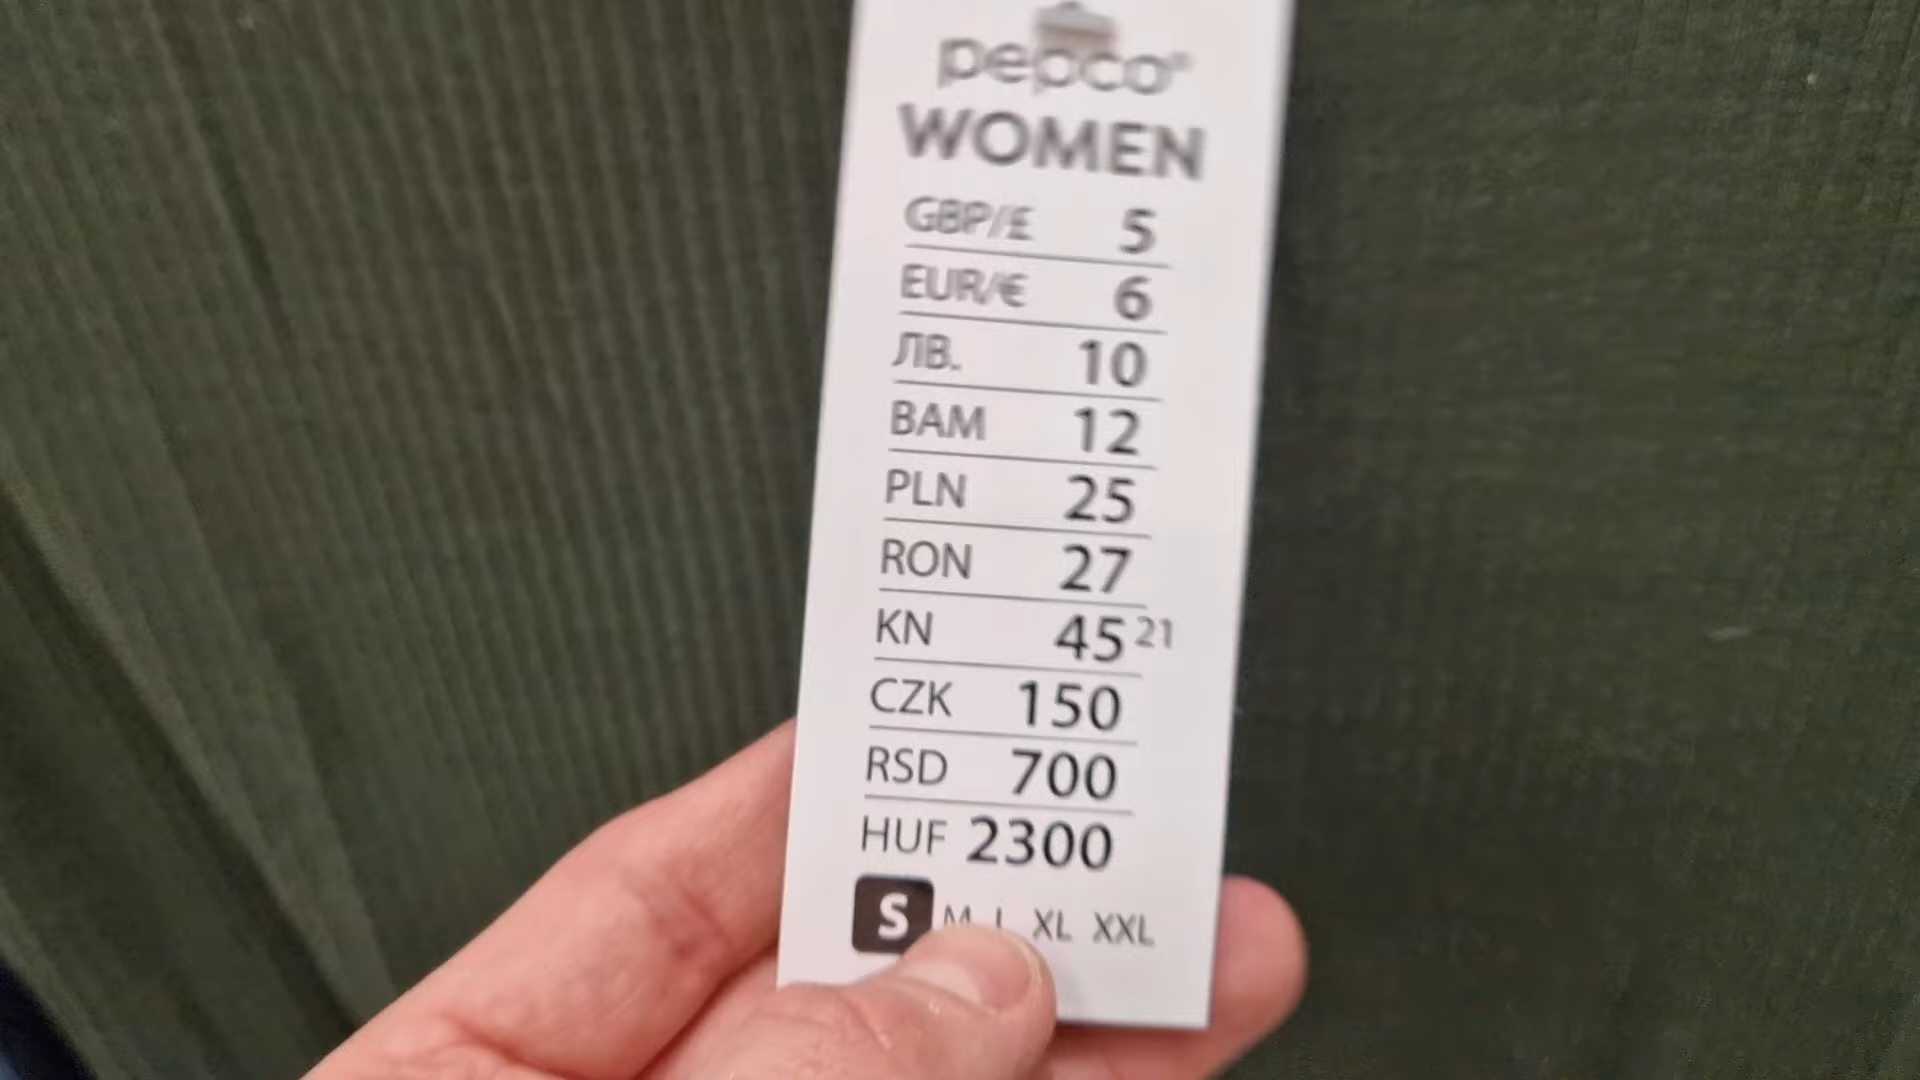 pepco®
WOMEN
GBP/£ 5
EUR/€ 6
ЛВ. 10
BAM 12
PLN 25
RON 27
KN 45 21
CZK 150
RSD 700
HUF 2300
S M L XL XXL